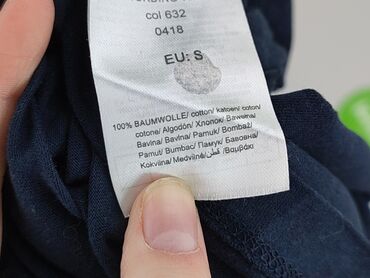 col 632
0418
EU: S
100% BAUMWOLLE/ cotton/ katoen/ coton/
cotone/ Algodón/ Хлопок/ Bawełna/
Bavlna/ Bavlna/ Pamuk/ Bombaž/
Pamut/ Bumbac/ Памук/ Бавовна/
Kokvilna/ Medvilnė/ قطن/ Βαμβάκι